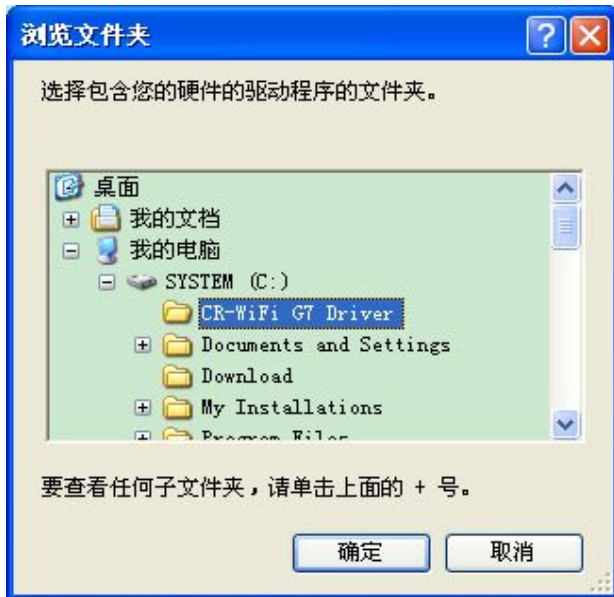 浏览文件夹
选择包含您的硬件的驱动程序的文件夹。
桌面
我的文档
我的电脑
SYSTEM (C:)
CR-WiFi G7 Driver
Documents and Settings
Download
My Installations
Program Files
要查看任何子文件夹，请单击上面的 + 号。
确定 取消